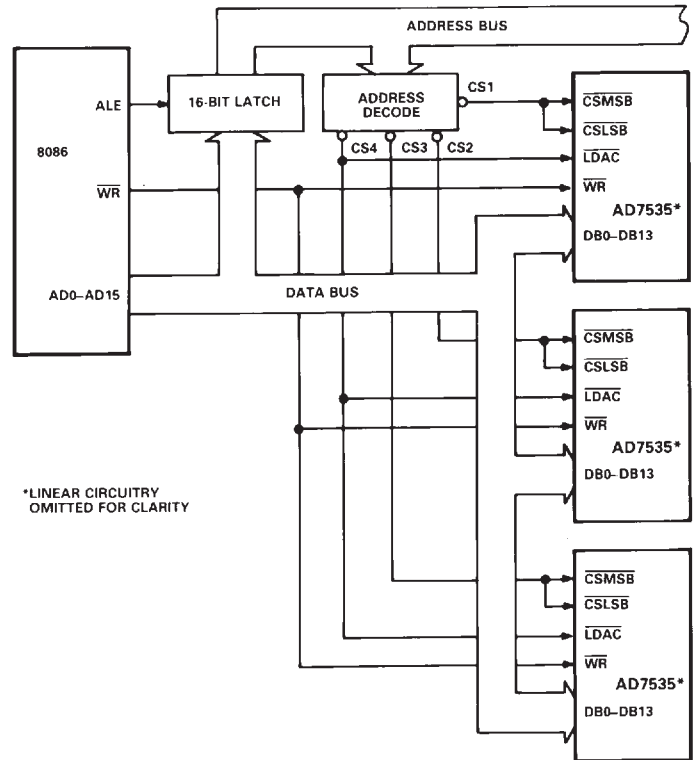 ADDRESS BUS
ALE
16-BIT LATCH
ADDRESS
DECODE
CS1
CS4
CS3
CS2
8086
WR
AD0–AD15
DATA BUS
CSMSB
CSLSB
LDAC
WR
AD7535*
DB0–DB13
CSMSB
CSLSB
LDAC
WR
AD7535*
DB0–DB13
*LINEAR CIRCUITRY
OMITTED FOR CLARITY
CSMSB
CSLSB
LDAC
WR
AD7535*
DB0–DB13